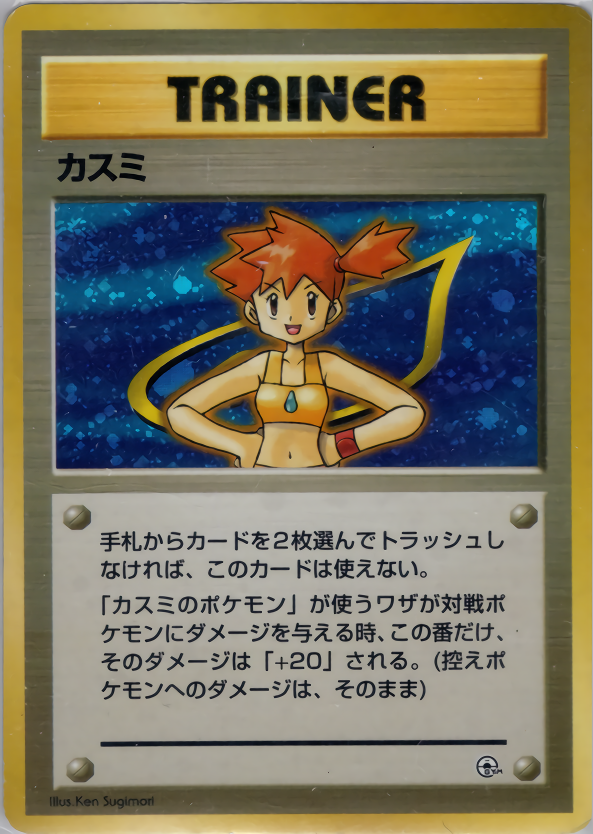 TRAINER
カスミ
手札からカードを2枚選んでトラッシュし
なければ、このカードは使えない。
「カスミのポケモン」が使うワザが対戦ポ
ケモンにダメージを与える時、この番だけ、
そのダメージは「+20」される。(控えポ
ケモンへのダメージは、そのまま)
GYM
Illus.Ken Sugimori